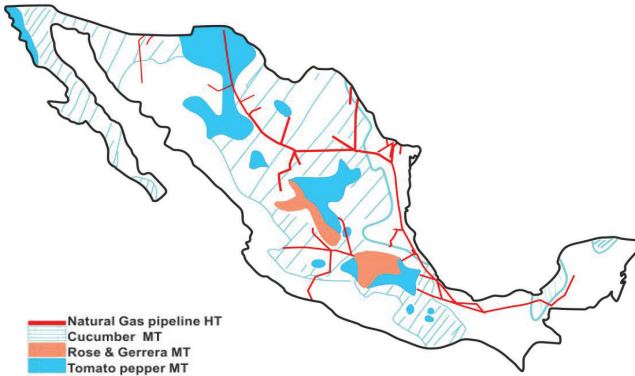 Natural Gas pipeline HT
Cucumber MT
Rose & Gerrera MT
Tomato pepper MT